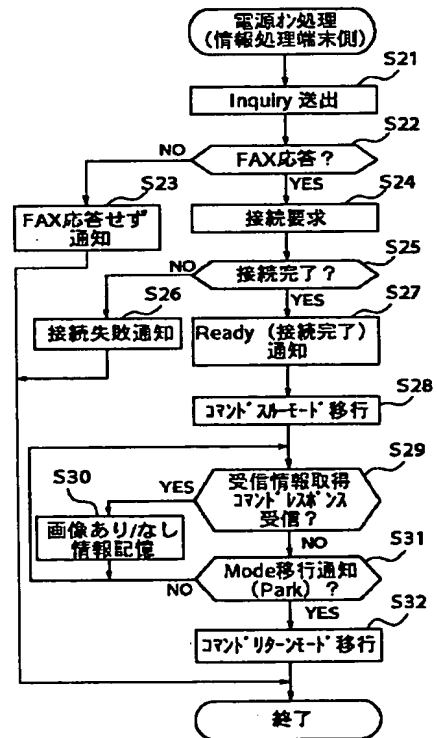 電源オン処理
(情報処理端末側)
S21
Inquiry 送出
S22
FAX応答？
NO
YES
S23
FAX応答せず
通知
S24
接続要求
S25
接続完了？
NO
YES
S26
接続失敗通知
S27
Ready (接続完了)
通知
S28
コマンドスルーモード移行
S29
受信情報取得
コマンドレスポンス
受信？
YES
NO
S30
画像あり/なし
情報記憶
S31
Mode移行通知
(Park) ？
NO
YES
S32
コマンドリターンモード移行
終了